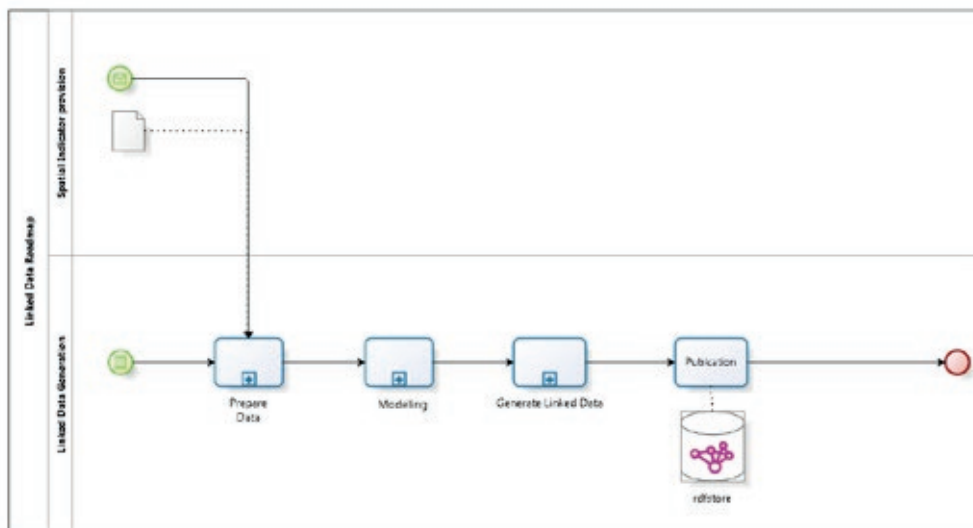 Linked Data Roadmap
Spatial Indicator provision
Linked Data Generation
Prepare
Data
Modeling
Generate Linked Data
Publication
rdfstore